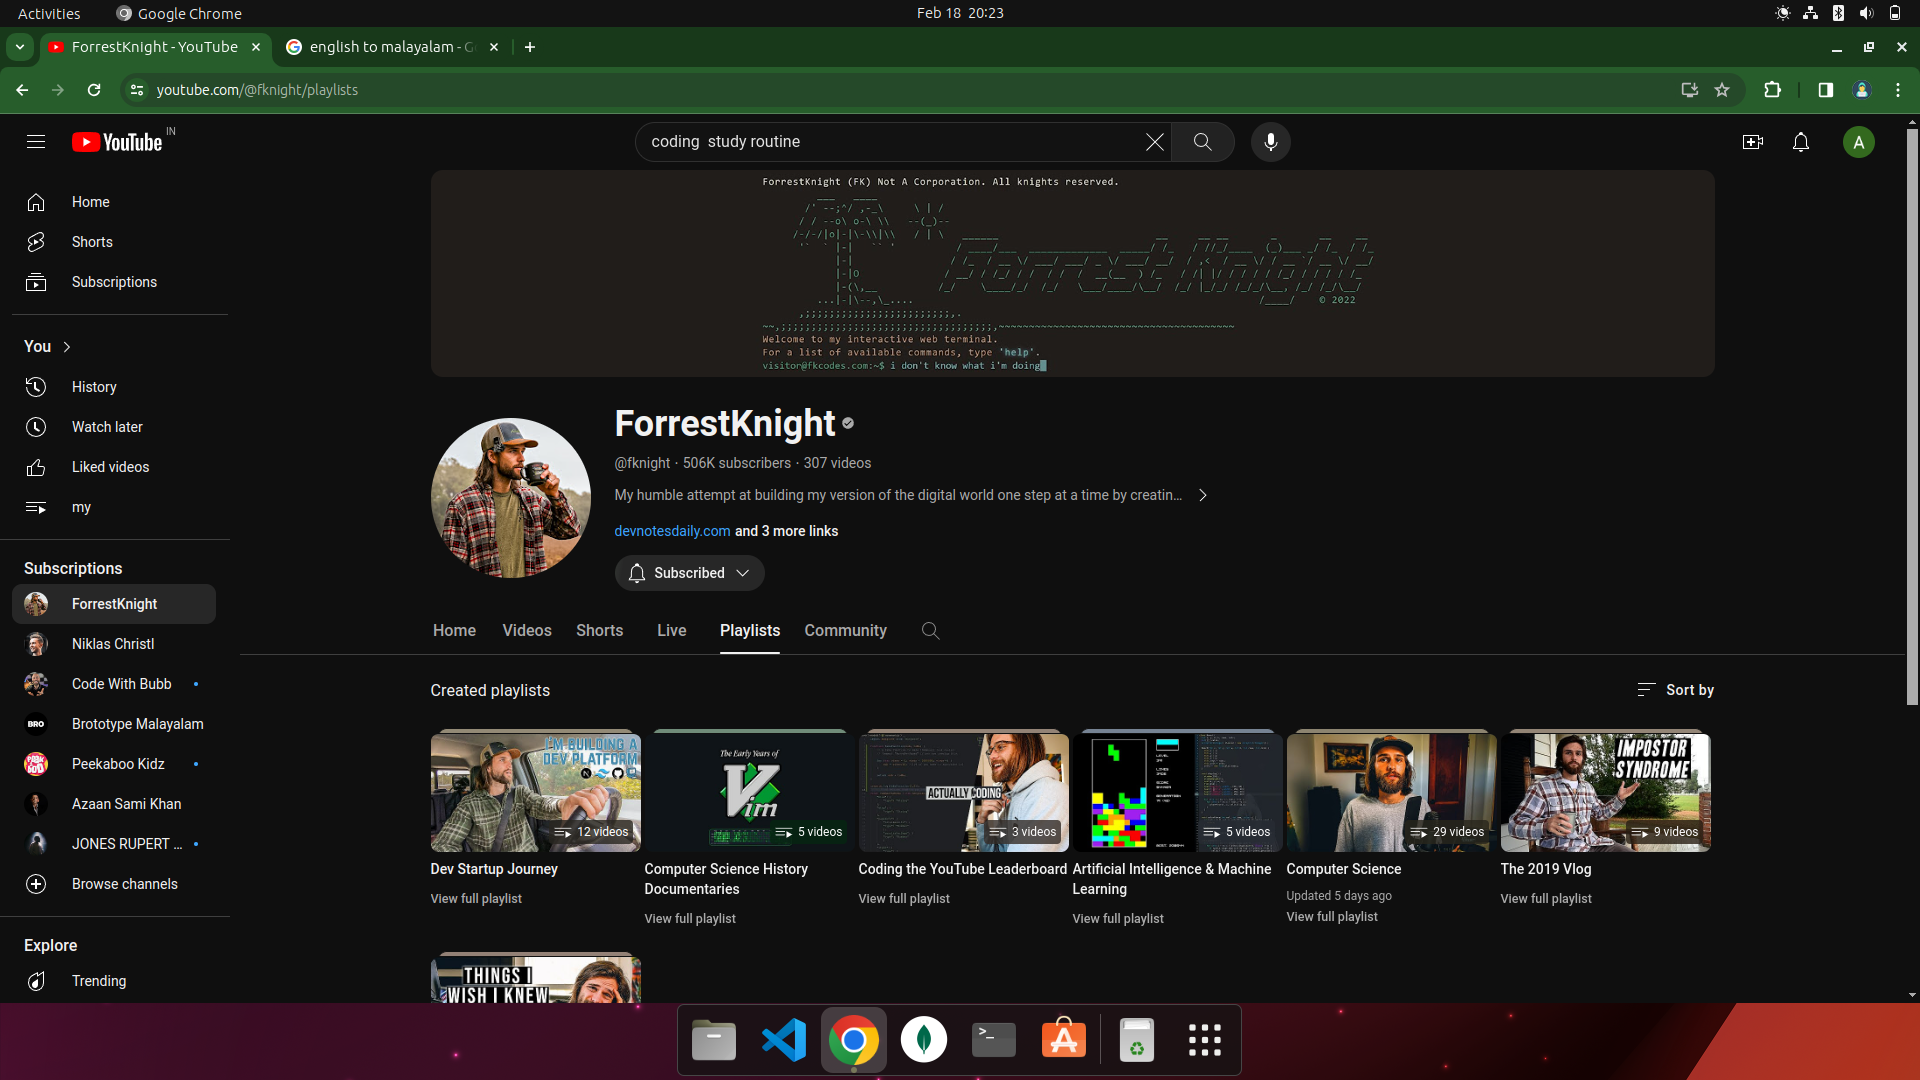 Activities
Google Chrome
Feb 18 20:23
ForrestKnight - YouTube
english to malayalam - G
youtube.com/@fknight/playlists
YouTube
IN
coding  study routine
A
Home
Shorts
Subscriptions
You
History
Watch later
Liked videos
my
Subscriptions
ForrestKnight
Niklas Christl
Code With Bubb
BRO
Brototype Malayalam
Peekaboo Kidz
Azaan Sami Khan
JONES RUPERT ...
Browse channels
Explore
Trending
ForrestKnight (FK) Not A Corporation. All knights reserved.
Forrest Knight
© 2022
Welcome to my interactive web terminal.
For a list of available commands, type 'help'.
visitor@fkcodes.com:~$ i don't know what i'm doing
ForrestKnight
@fknight · 506K subscribers · 307 videos
My humble attempt at building my version of the digital world one step at a time by creatin...
devnotesdaily.com and 3 more links
Subscribed
Home
Videos
Shorts
Live
Playlists
Community
Created playlists
Sort by
I'M BUILDING A
DEV PLATFORM
12 videos
Dev Startup Journey
View full playlist
The Early Years of
Vim
5 videos
Computer Science History
Documentaries
View full playlist
ACTUALLY CODING
3 videos
Coding the YouTube Leaderboard
View full playlist
5 videos
Artificial Intelligence & Machine
Learning
View full playlist
29 videos
Computer Science
Updated 5 days ago
View full playlist
IMPOSTOR
SYNDROME
9 videos
The 2019 Vlog
View full playlist
THINGS I
WISH I KNEW